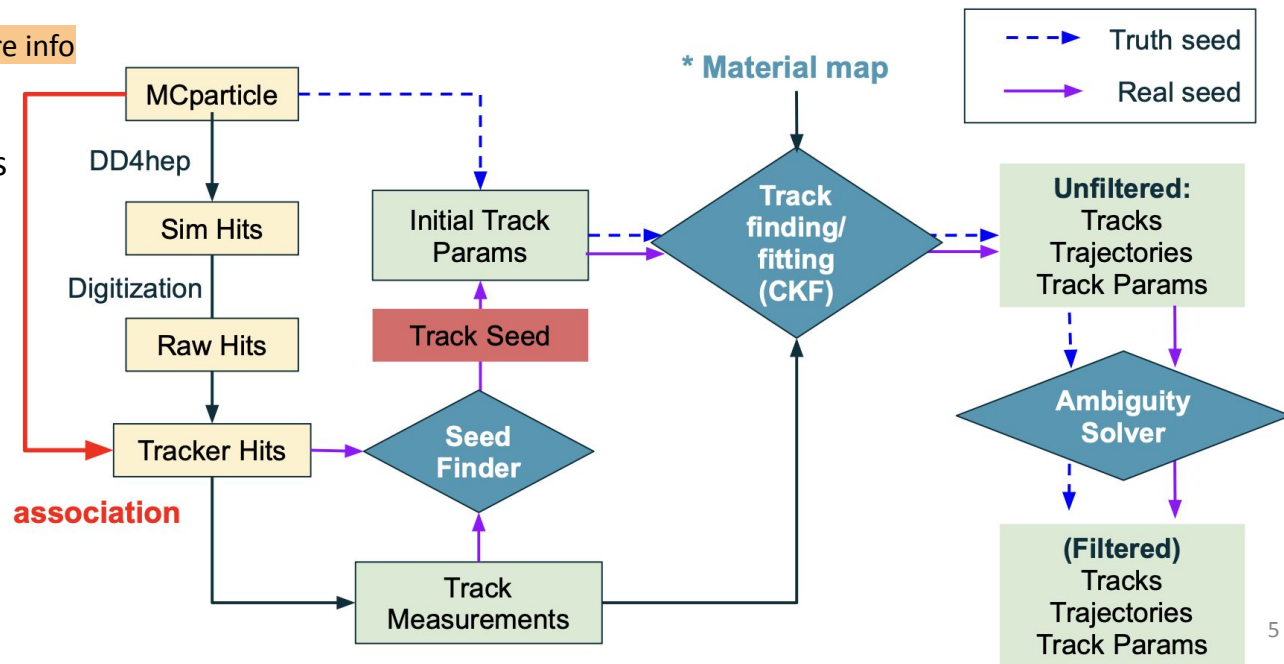 re info
s
MCparticle
DD4hep
Sim Hits
Digitization
Raw Hits
Tracker Hits
association
Initial Track
Params
Track Seed
Seed
Finder
Track
Measurements
* Material map
Track
finding/
fitting
(CKF)
Truth seed
Real seed
Unfiltered:
Tracks
Trajectories
Track Params
Ambiguity
Solver
(Filtered)
Tracks
Trajectories
Track Params
5